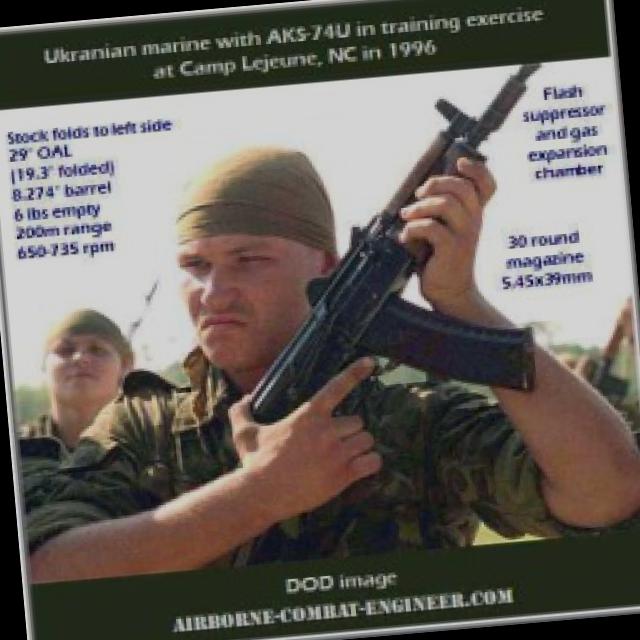 Ukranian marine with AKS-74U in training exercise
at Camp Lejeune, NC in 1996
Stock folds to left side
29" OAL
(19.3" folded)
8.274" barrel
6 lbs empty
200m range
650-735 rpm
Flash
suppressor
and gas
expansion
chamber
30 round
magazine
5.45x39mm
DOD image
AIRBORNE-COMBAT-ENGINEER.COM